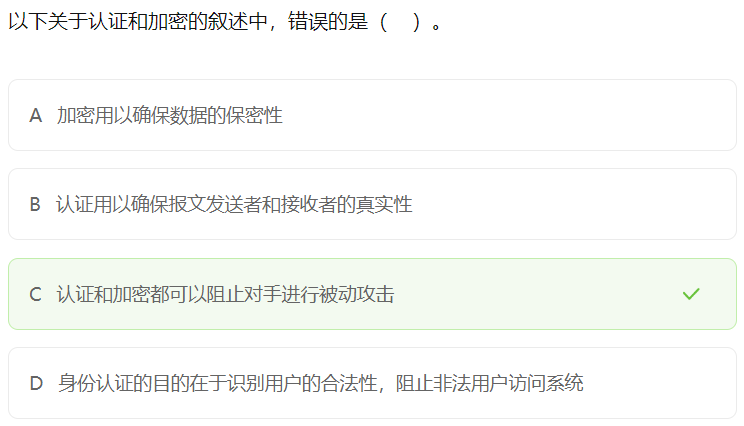 以下关于认证和加密的叙述中，错误的是（　）。
A 加密用以确保数据的保密性
B 认证用以确保报文发送者和接收者的真实性
C 认证和加密都可以阻止对手进行被动攻击
D 身份认证的目的在于识别用户的合法性，阻止非法用户访问系统